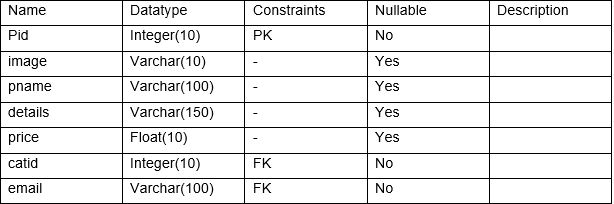 Name Datatype Constraints Nullable Description
Pid Integer(10) PK No
image Varchar(10) - Yes
pname Varchar(100) - Yes
details Varchar(150) - Yes
price Float(10) - Yes
catid Integer(10) FK No
email Varchar(100) FK No